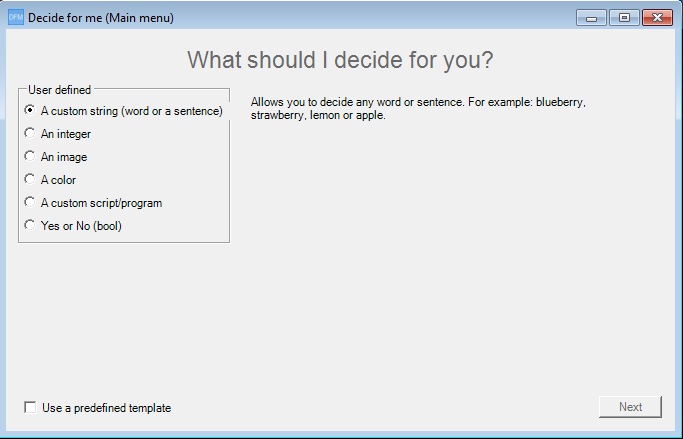 DFM Decide for me (Main menu)
What should I decide for you?
User defined
A custom string (word or a sentence)
An integer
An image
A color
A custom script/program
Yes or No (bool)
Allows you to decide any word or sentence. For example: blueberry,
strawberry, lemon or apple.
Use a predefined template
Next